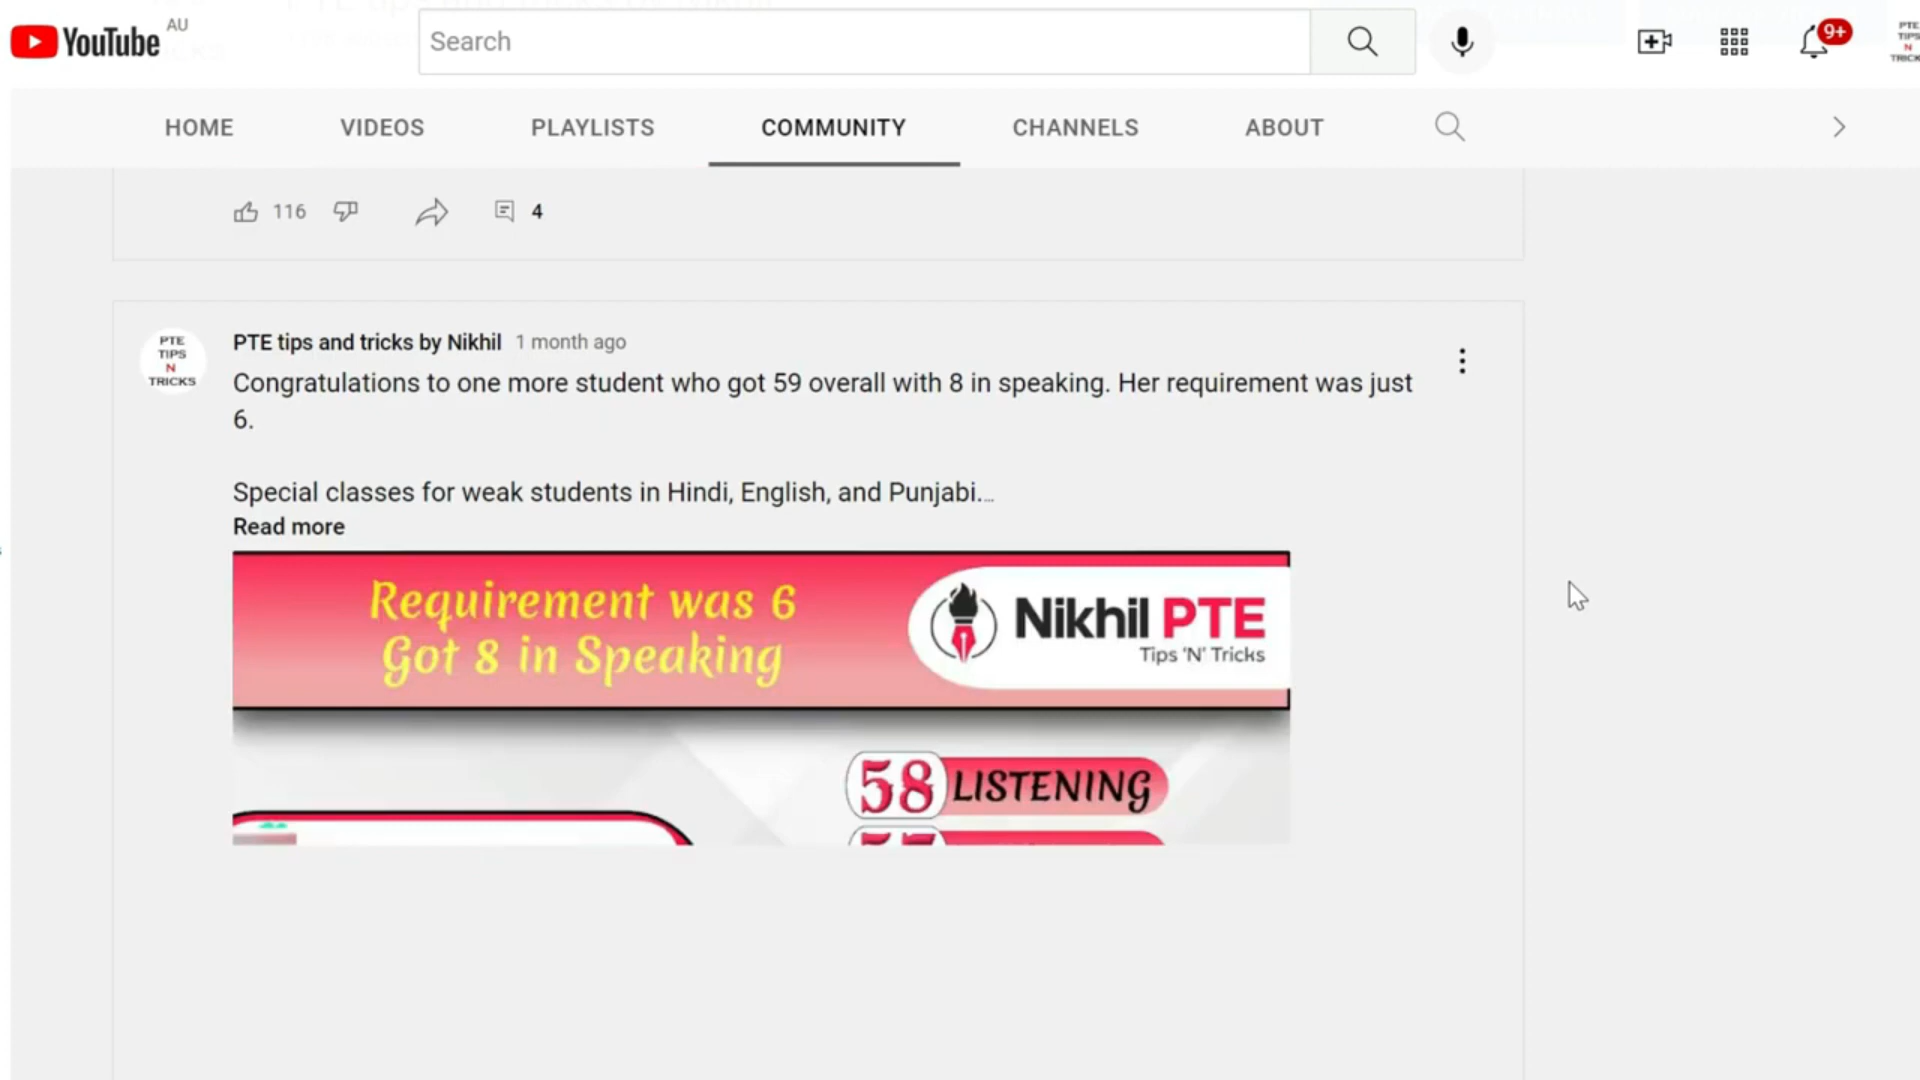 YouTube
AU
Search
9+
PTE
TIPS
N
HOME
VIDEOS
PLAYLISTS
COMMUNITY
CHANNELS
ABOUT
116
4
PTE
TIPS
N
TRICKS
PTE tips and tricks by Nikhil 1 month ago
Congratulations to one more student who got 59 overall with 8 in speaking. Her requirement was just
6.
Special classes for weak students in Hindi, English, and Punjabi....
Read more
Requirement was 6
Got 8 in Speaking
Nikhil PTE
Tips 'N' Tricks
58 LISTENING